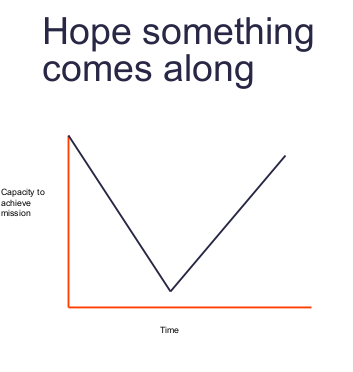 Hope something
comes along
Capacity to
achieve
mission
Time